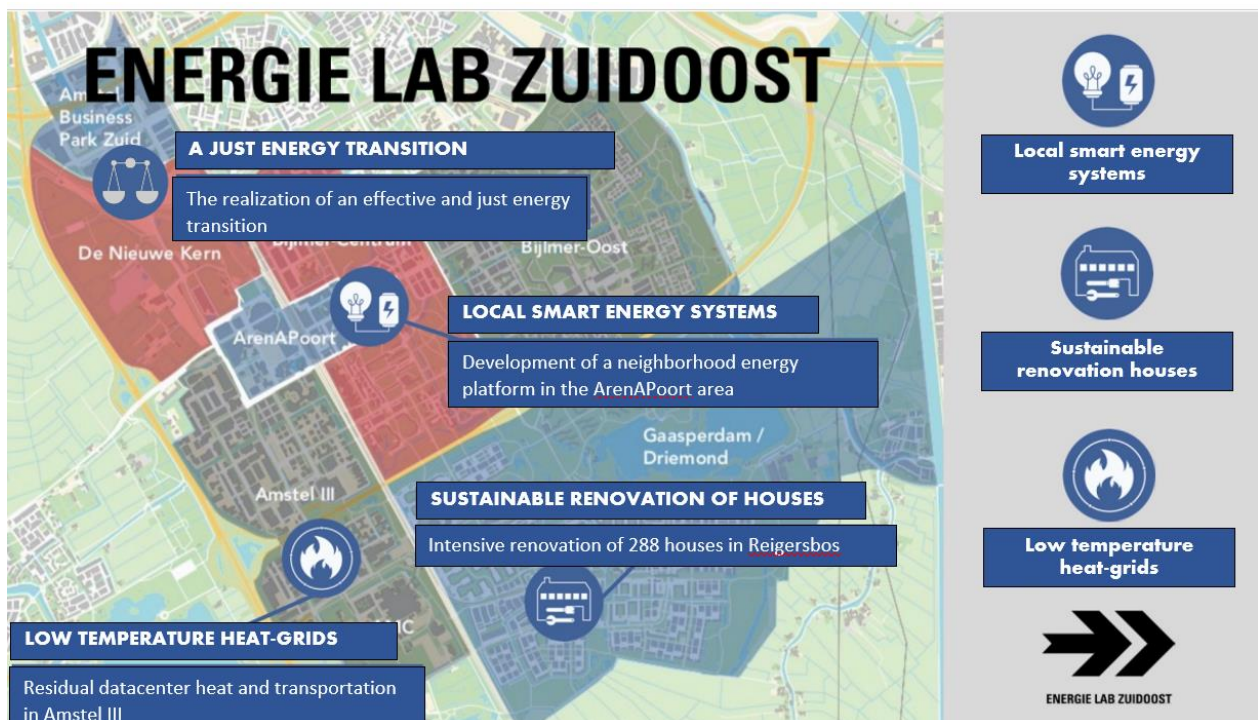 ENERGIE LAB ZUIDOOST
Business
Park Zuid
A JUST ENERGY TRANSITION
The realization of an effective and just energy
transition
De Nieuwe Kern
Bijlmer-Centrum
Bijlmer-Oost
ArenAPoort
LOCAL SMART ENERGY SYSTEMS
Development of a neighborhood energy
platform in the ArenAPoort area
Gaasperdam /
Driemond
Amstel III
SUSTAINABLE RENOVATION OF HOUSES
Intensive renovation of 288 houses in Reigersbos
LOW TEMPERATURE HEAT-GRIDS
Residual datacenter heat and transportation
in Amstel III
Local smart energy
systems
Sustainable
renovation houses
Low temperature
heat-grids
ENERGIE LAB ZUIDOOST